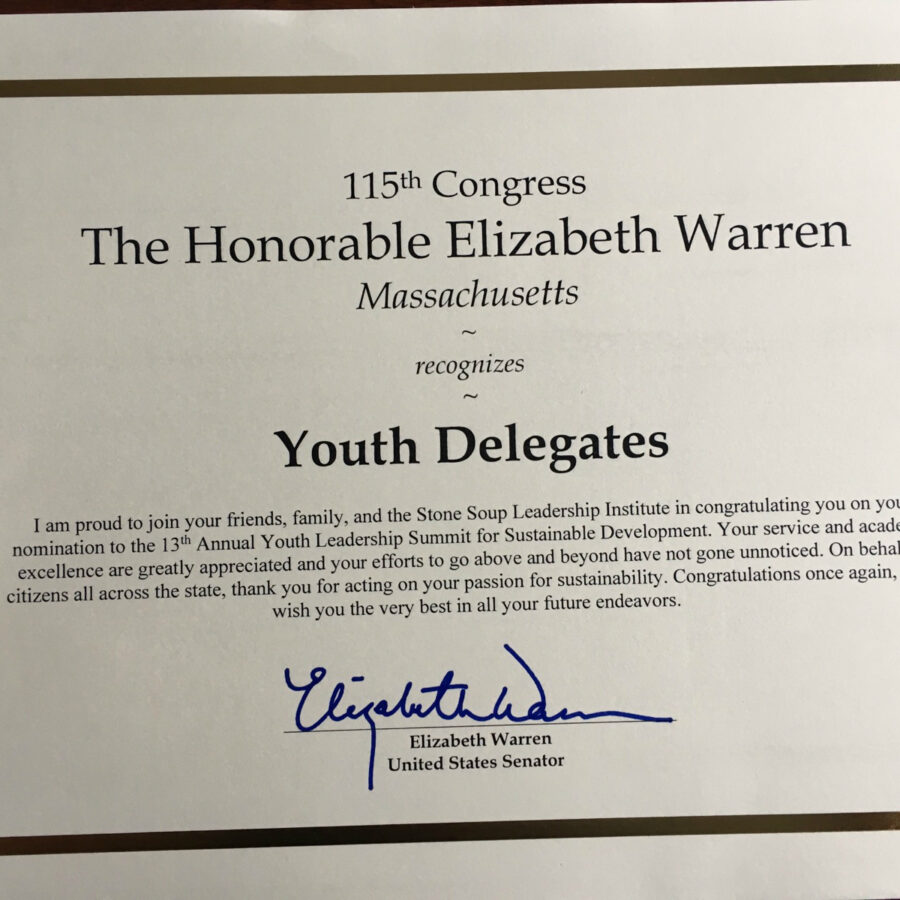 115th Congress
The Honorable Elizabeth Warren
Massachusetts
~
recognizes
~
Youth Delegates
I am proud to join your friends, family, and the Stone Soup Leadership Institute in congratulating you on
nomination to the 13th Annual Youth Leadership Summit for Sustainable Development. Your service and
excellence are greatly appreciated and your efforts to go above and beyond have not gone unnoticed. On
citizens all across the state, thank you for acting on your passion for sustainability. Congratulations once again,
wish you the very best in all your future endeavors.
Elizabeth Warren
Elizabeth Warren
United States Senator